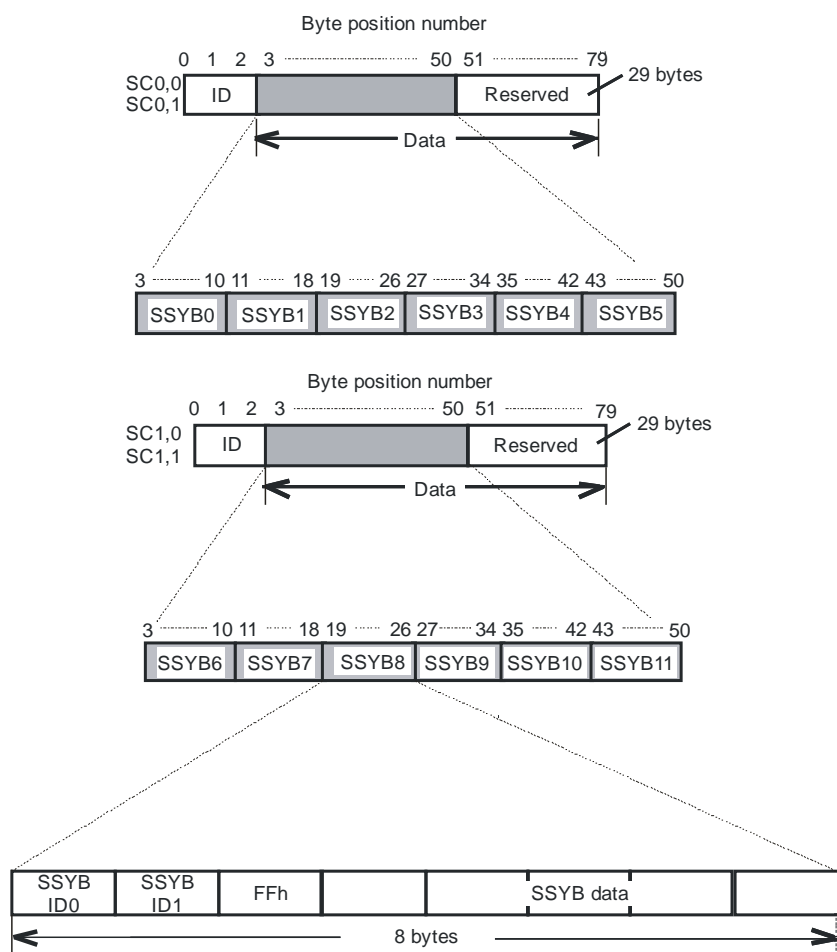 Byte position number
0 1 2 3 50 51 79
SC0,0
SC0,1
ID
Reserved
29 bytes
Data
3 10 11 18 19 26 27 34 35 42 43 50
SSYB0 SSYB1 SSYB2 SSYB3 SSYB4 SSYB5
Byte position number
0 1 2 3 50 51 79
SC1,0
SC1,1
ID
Reserved
29 bytes
Data
3 10 11 18 19 26 27 34 35 42 43 50
SSYB6 SSYB7 SSYB8 SSYB9 SSYB10 SSYB11
SSYB
ID0
SSYB
ID1
FFh
SSYB data
8 bytes